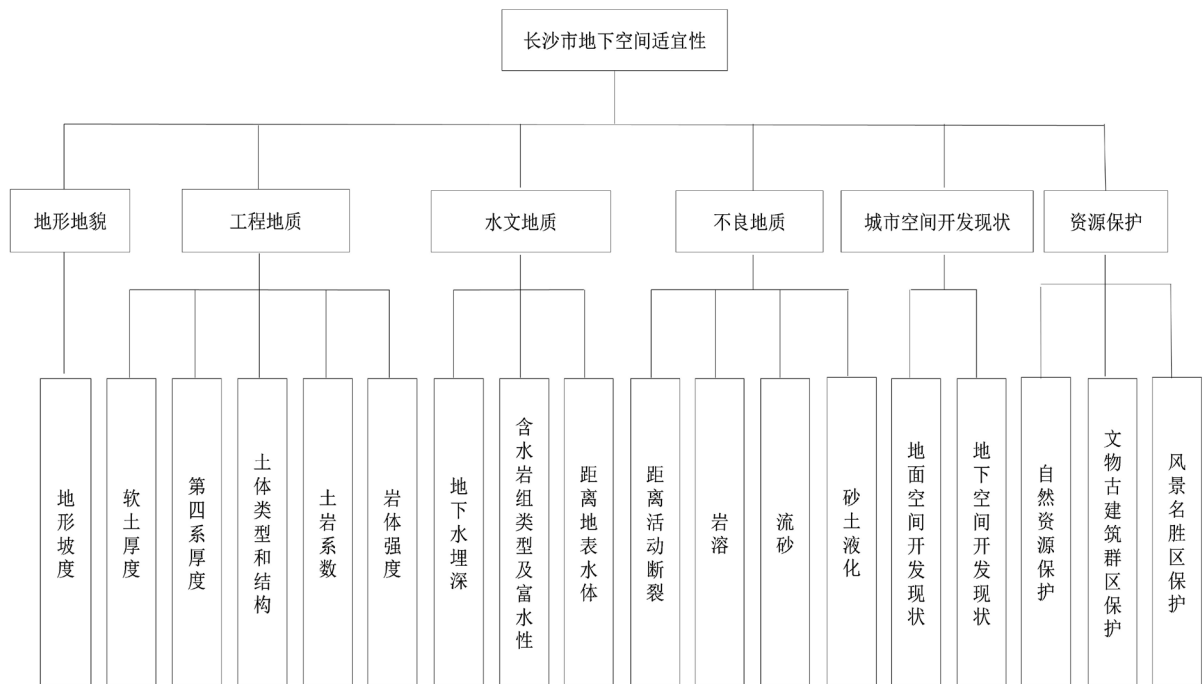 长沙市地下空间适宜性
地形地貌
工程地质
水文地质
不良地质
城市空间开发现状
资源保护
地形坡度
软土厚度
第四系厚度
土体类型和结构
土岩系数
岩体强度
地下水埋深
含水岩组类型及富水性
距离地表水体
距离活动断裂
岩溶
流砂
砂土液化
地面空间开发现状
地下空间开发现状
自然资源保护
文物古建筑群区保护
风景名胜区保护